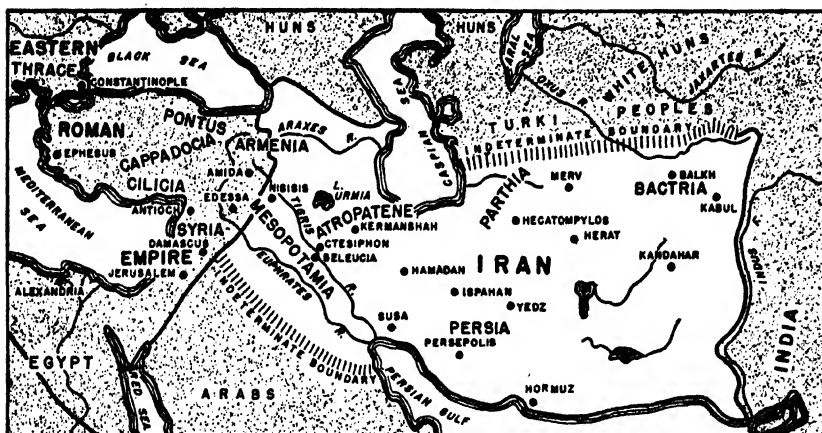 HUNS
HUNS
EASTERN
THRACE
BLACK SEA
CONSTANTINOPLE
ARAL
SEA
OXUS R.
WHITE HUNS
JAXARTES R.
CASPIAN
SEA
TURKI PEOPLES
INDETERMINATE BOUNDARY
PONTUS
ROMAN
EPHESUS
CAPPADOCIA
ARMENIA
ARAXES
R.
CILICIA
AMIDA
NISIBIS
L.
URMIA
MEDITERRANEAN
SEA
ANTIOCH
EDESSA
MESOPOTAMIA
TIGRIS
R.
ATROPATENE
KERMANSHAH
PARTHIA
MERV
BALKH
BACTRIA
KABUL
HECATOMPYLOS
HERAT
SYRIA
DAMASCUS
EMPIRE
JERUSALEM
CTESIPHON
SELEUCIA
EUPHRATES
R.
HAMADAN
IRAN
KANDAHAR
ALEXANDRIA
ISPAHAN
YEDZ
INDETERMINATE BOUNDARY
SUSA
PERSIA
PERSEPOLIS
EGYPT
RED SEA
ARABS
PERSIAN GULF
HORMUZ
INDIA